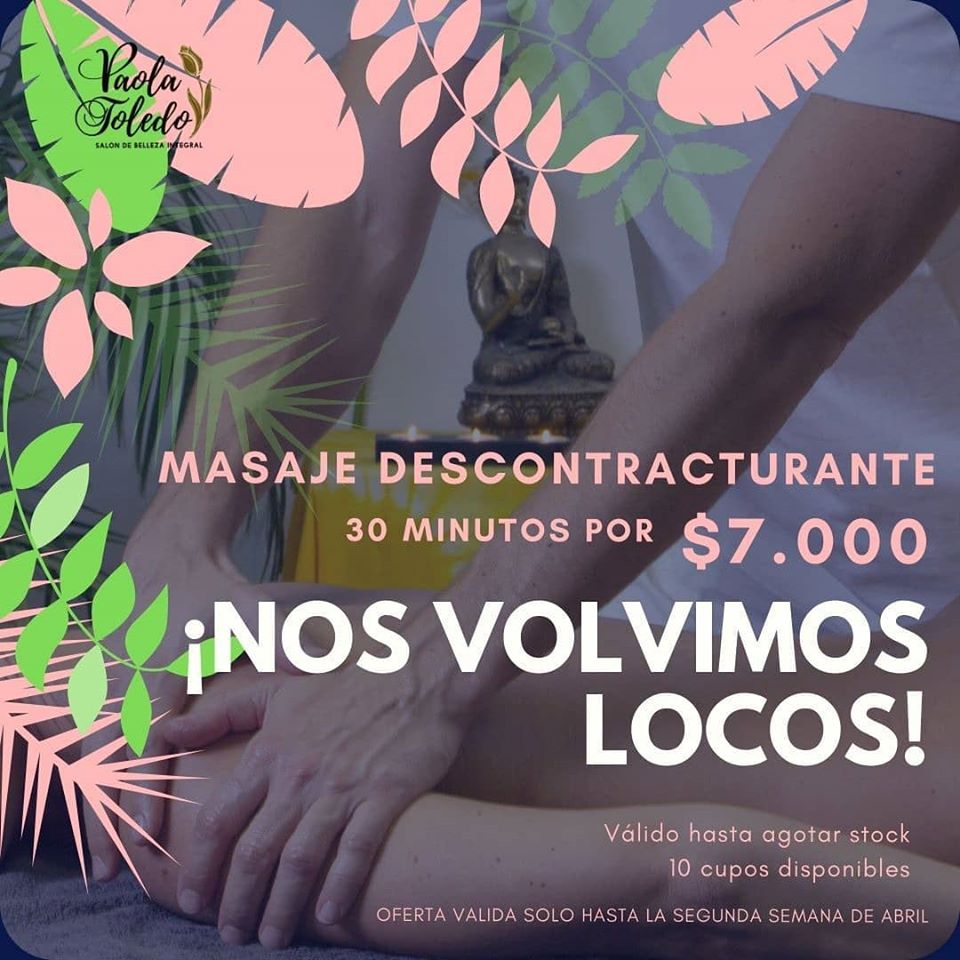 Paola
Toledo
SALON DE BELLEZA INTEGRAL
MASAJE DESCONTRACTURANTE
30 MINUTOS POR $7.000
¡NOS VOLVIMOS
LOCOS!
Válido hasta agotar stock
10 cupos disponibles
OFERTA VALIDA SOLO HASTA LA SEGUNDA SEMANA DE ABRIL